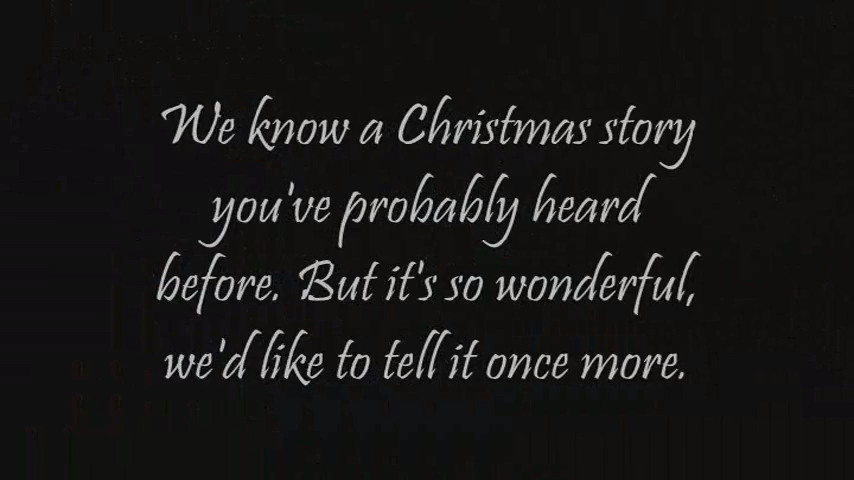 We know a Christmas story
you've probably heard
before. But it's so wonderful,
we'd like to tell it once more.